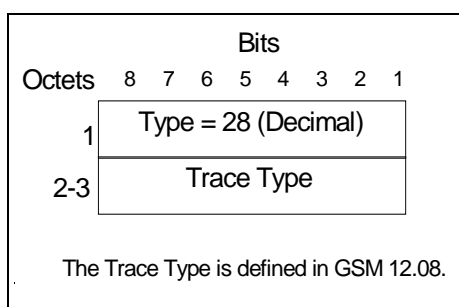 Bits
Octets 8 7 6 5 4 3 2 1
1 Type = 28 (Decimal)
2-3 Trace Type
The Trace Type is defined in GSM 12.08.